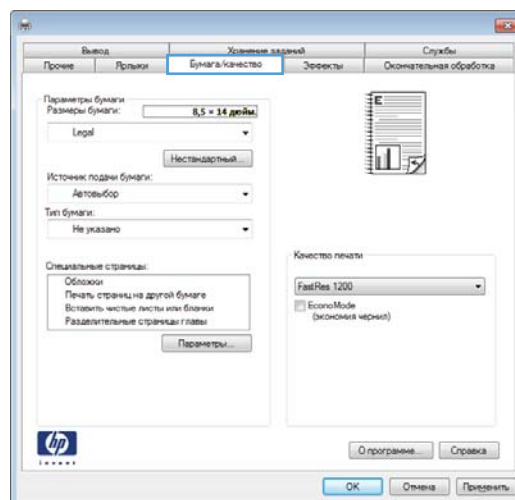 Вывод Хранение заданий Службы
Прочие Ярлыки Бумага/качество Эффекты Окончательная обработка
Параметры бумаги
Размеры бумаги: 8,5 × 14 дюйм.
Legal
Нестандартный...
Источник подачи бумаги:
Автовыбор
Тип бумаги:
Не указано
Специальные страницы:
Обложки
Печать страниц на другой бумаге
Вставить чистые листы или бланки
Разделительные страницы главы
Параметры...
Качество печати
FastRes 1200
EconoMode
(экономия чернил)
E
hp
invent
О программе... Справка
OK Отмена Применить